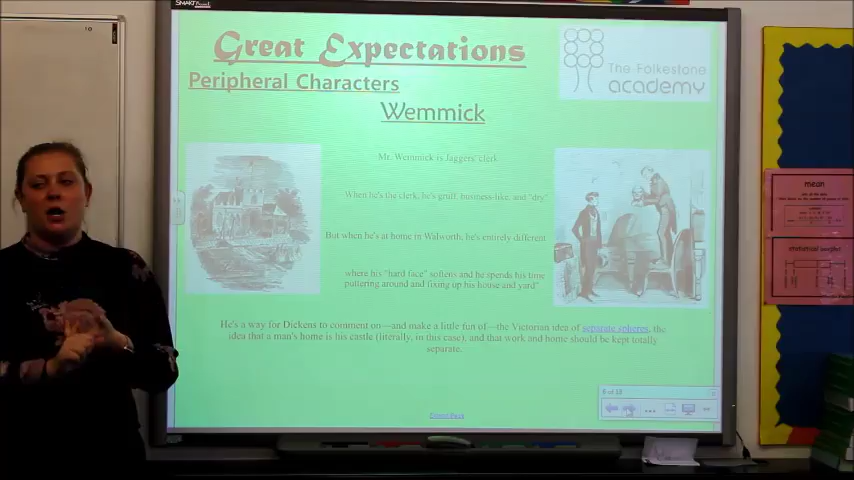 SMART
Great Expectations
Peripheral Characters
The Folkestone
academy
Wemmick
Mr. Wemmick is Jaggers' clerk
When he's the clerk, he's gruff, business-like, and "dry"
But when he's at home in Walworth, he's entirely different
where his "hard face" softens and he spends his time
puttering around and fixing up his house and yard"
He's a way for Dickens to comment on—and make a little fun of—the Victorian idea of separate spheres, the
idea that a man's home is his castle (literally, in this case), and that work and home should be kept totally
separate.
mean